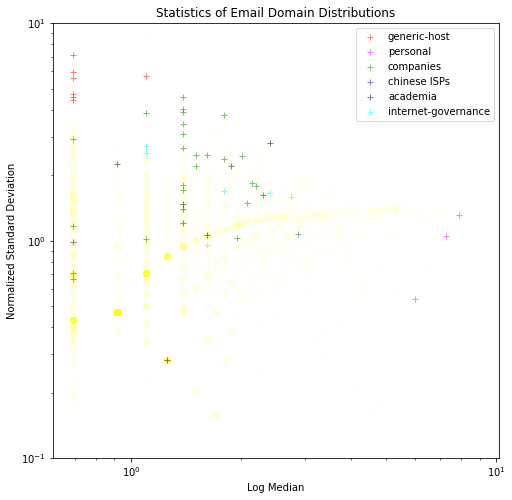 Statistics of Email Domain Distributions
generic-host
personal
companies
chinese ISPs
academia
internet-governance
Normalized Standard Deviation
10¹
10⁰
10⁻¹
10⁰
10¹
Log Median